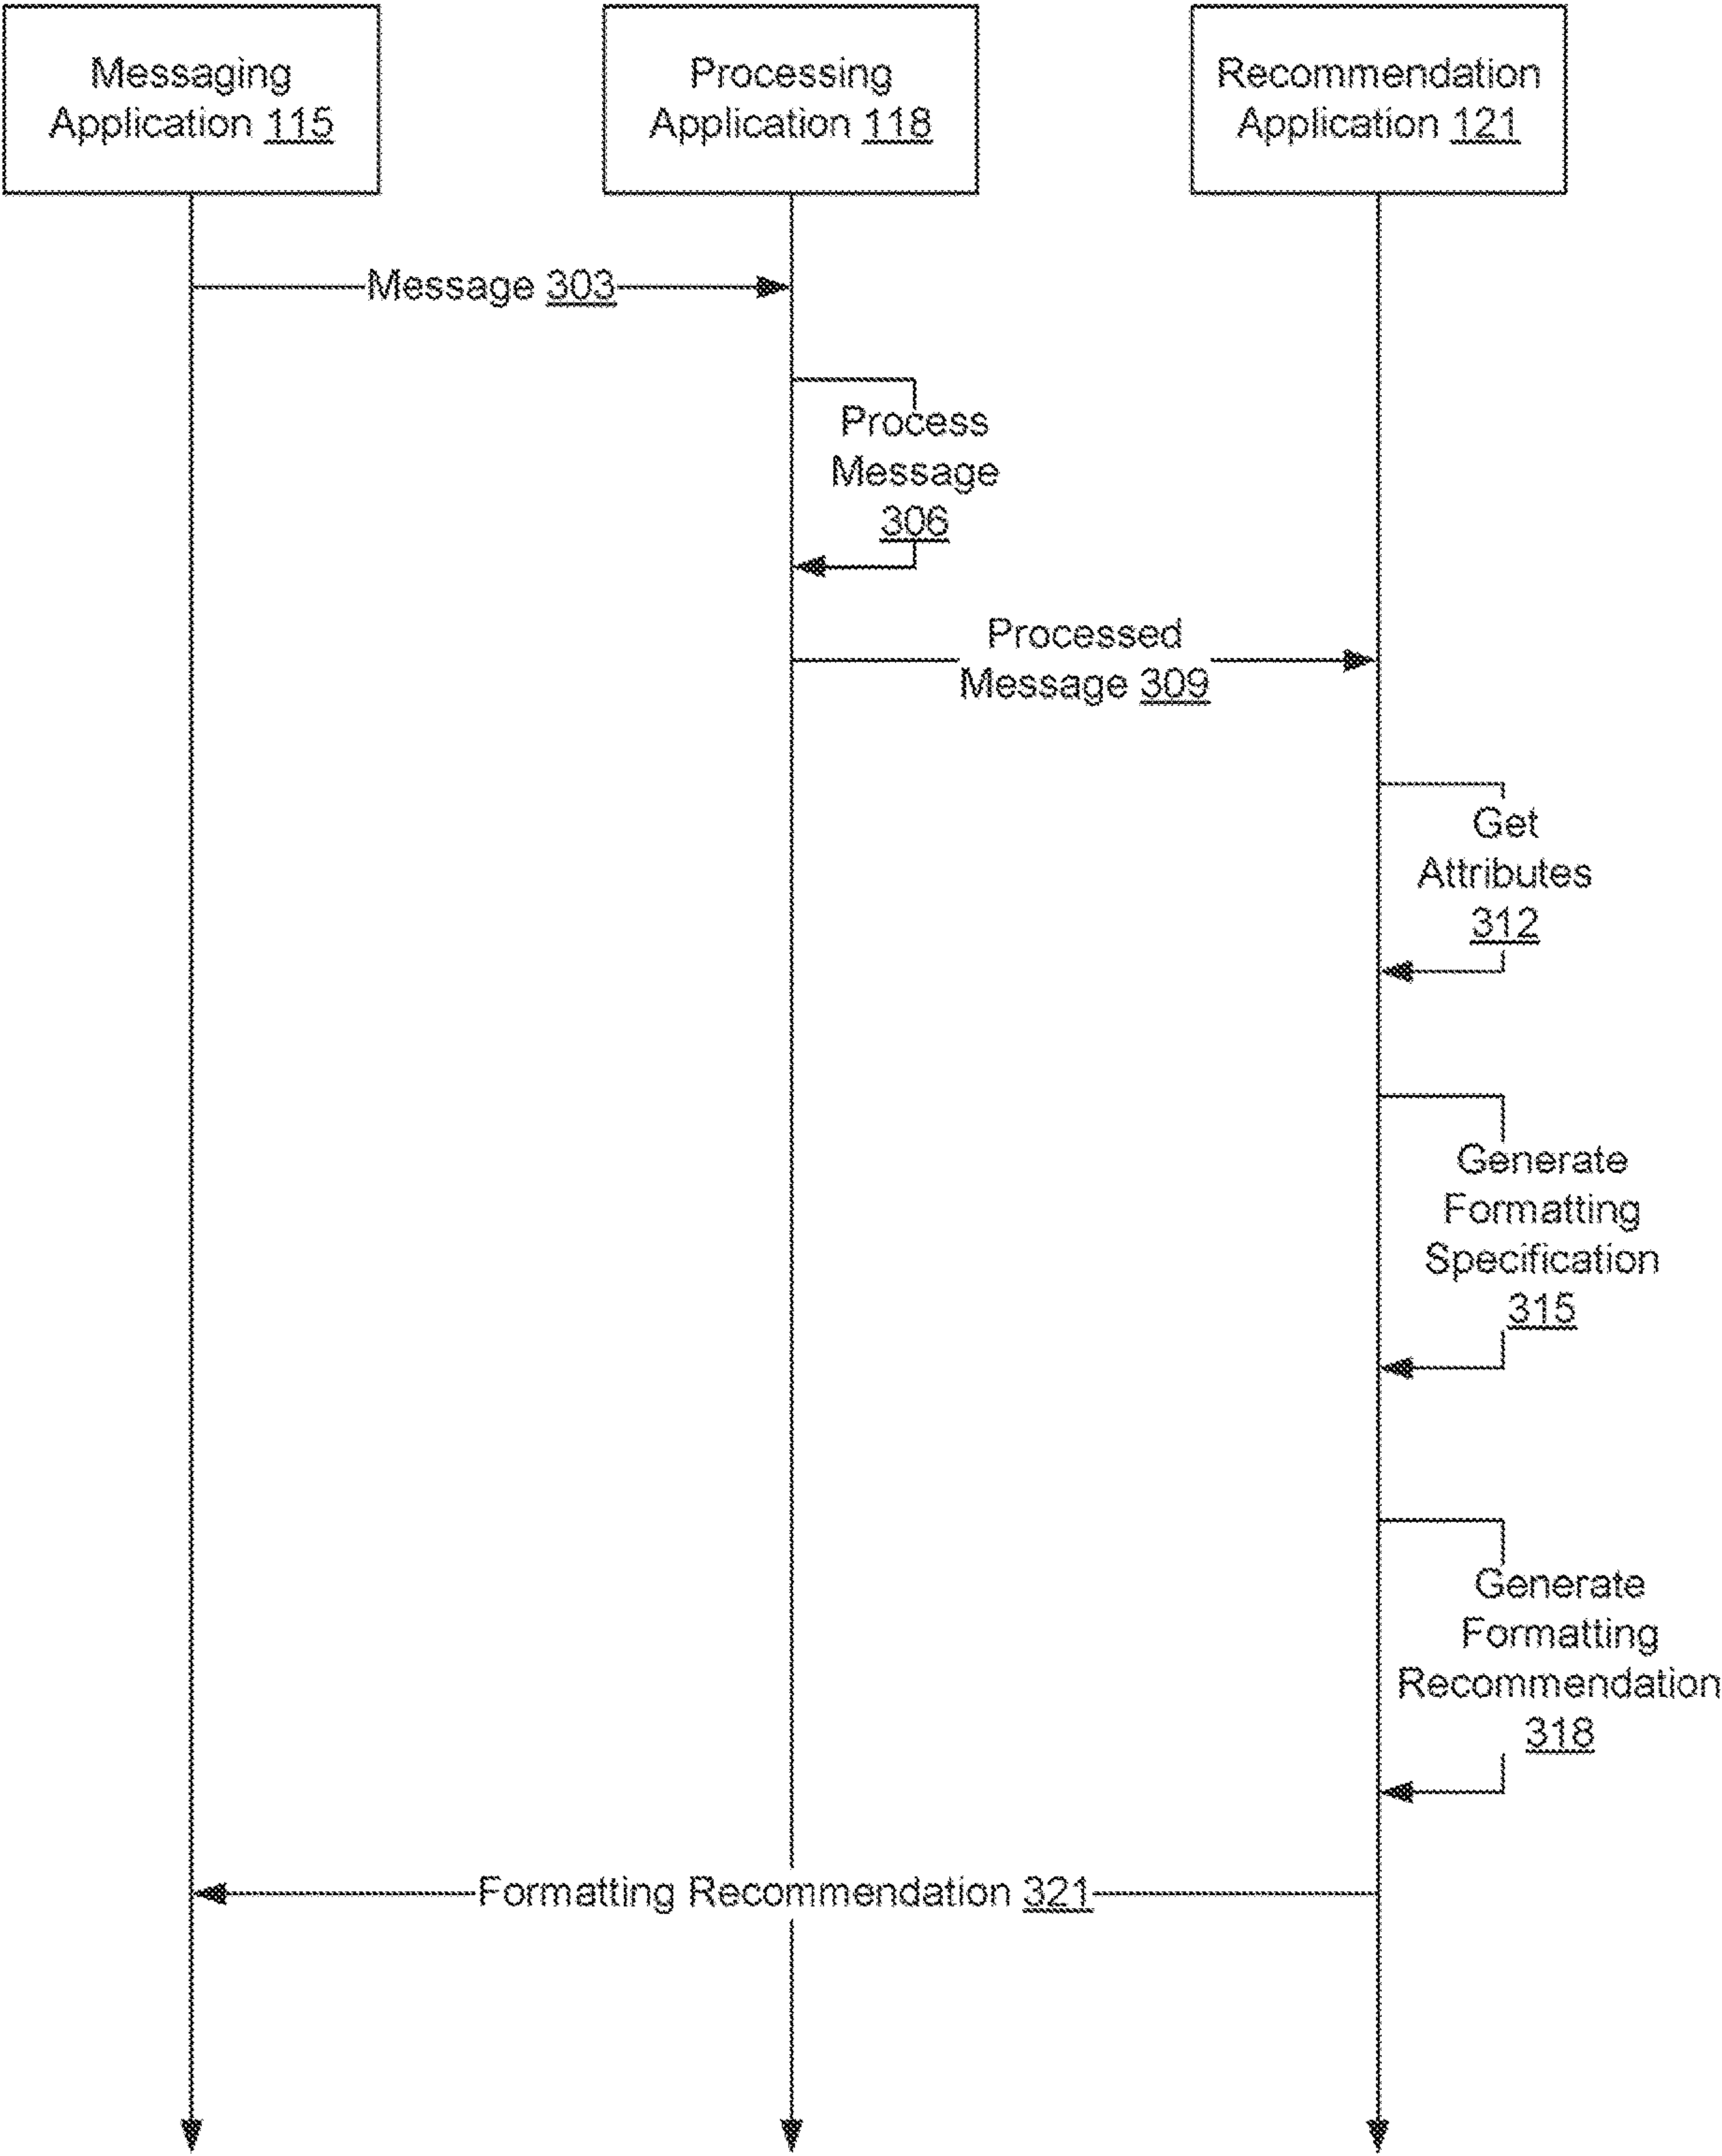 Messaging
Application 115
Processing
Application 118
Recommendation
Application 121
Message 303
Process
Message
306
Processed
Message 309
Get
Attributes
312
Generate
Formatting
Specification
315
Generate
Formatting
Recommendation
318
Formatting Recommendation 321